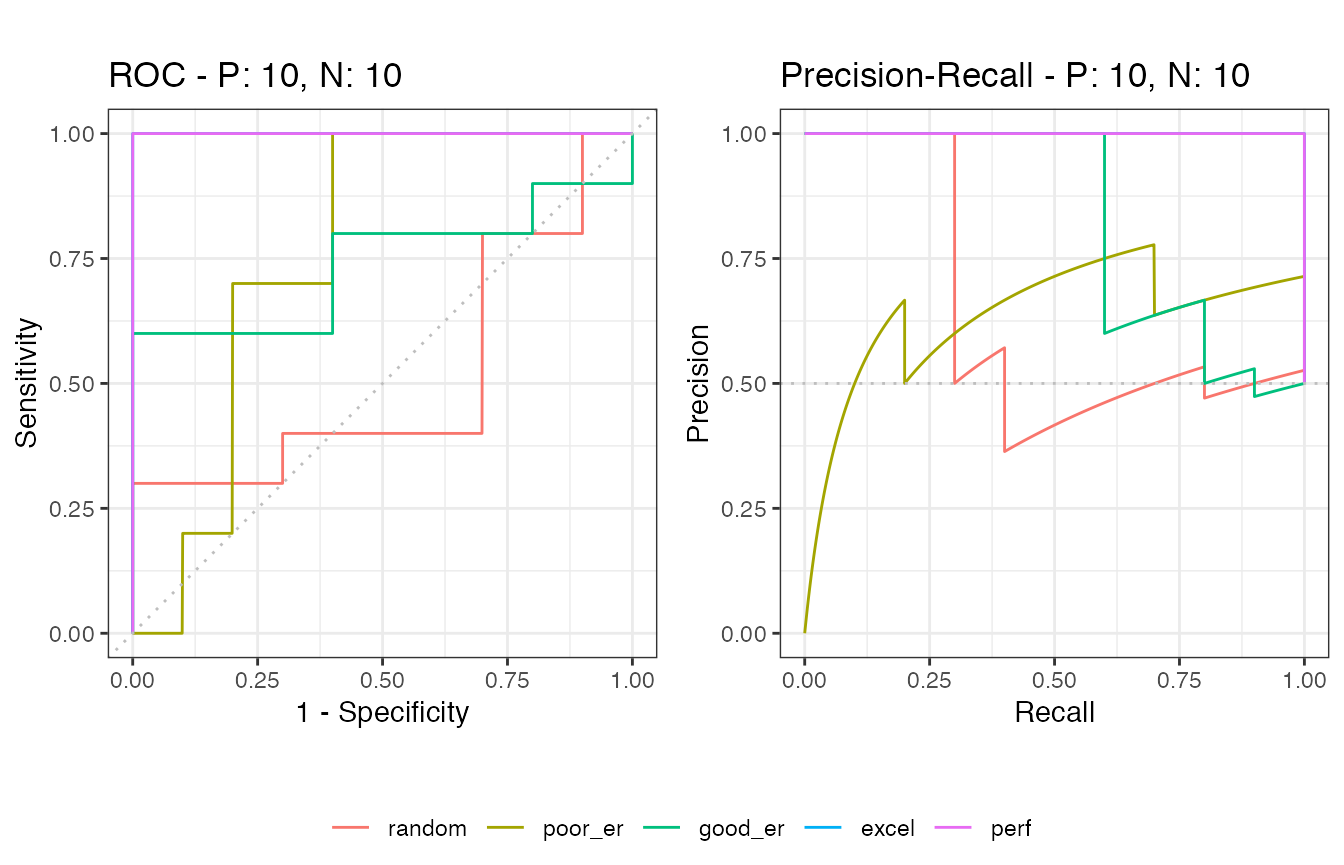 ROC - P: 10, N: 10
Precision-Recall - P: 10, N: 10
1.00
0.75
0.50
0.25
0.00
Sensitivity
0.00 0.25 0.50 0.75 1.00
1 - Specificity
1.00
0.75
0.50
0.25
0.00
Precision
0.00 0.25 0.50 0.75 1.00
Recall
random poor_er good_er excel perf